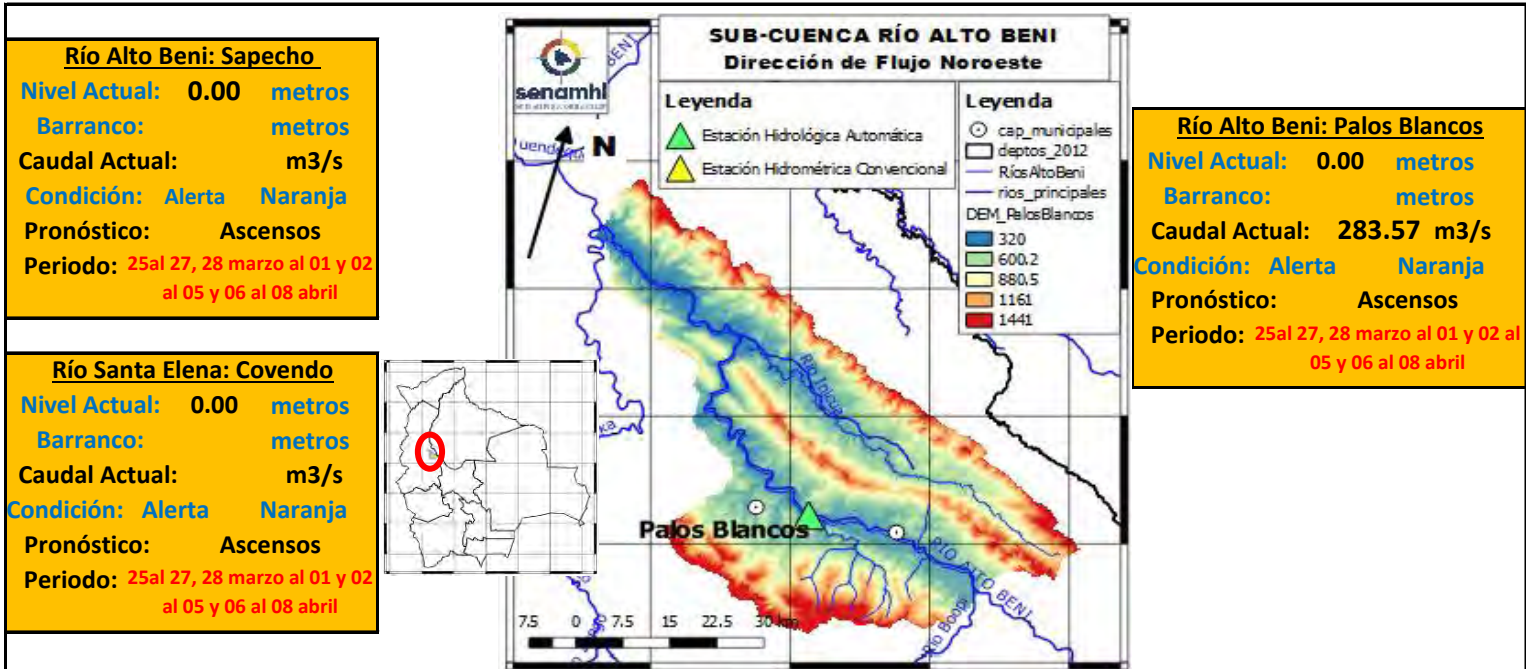 Río Alto Beni: Sapecho
Nivel Actual: 0.00 metros
Barranco: metros
Caudal Actual: m3/s
Condición: Alerta Naranja
Pronóstico: Ascensos
Periodo: 25al 27, 28 marzo al 01 y 02
al 05 y 06 al 08 abril
Río Santa Elena: Covendo
Nivel Actual: 0.00 metros
Barranco: metros
Caudal Actual: m3/s
Condición: Alerta Naranja
Pronóstico: Ascensos
Periodo: 25al 27, 28 marzo al 01 y 02
al 05 y 06 al 08 abril
senamhi
SUB-CUENCA RÍO ALTO BENI
Dirección de Flujo Noroeste
Leyenda
Estación Hidrológica Automática
Estación Hidrométrica Convencional
Leyenda
cap_municipales
deptos_2012
RíosAltoBeni
rios_principales
DEM_PalosBlancos
320
600.2
880.5
1161
1441
N
BENI
Río Inicua
Palos Blancos
RÍO ALTO BENI
Río Boopi
7.5 0 7.5 15 22.5 30 km
Río Alto Beni: Palos Blancos
Nivel Actual: 0.00 metros
Barranco: metros
Caudal Actual: 283.57 m3/s
Condición: Alerta Naranja
Pronóstico: Ascensos
Periodo: 25al 27, 28 marzo al 01 y 02 al
05 y 06 al 08 abril